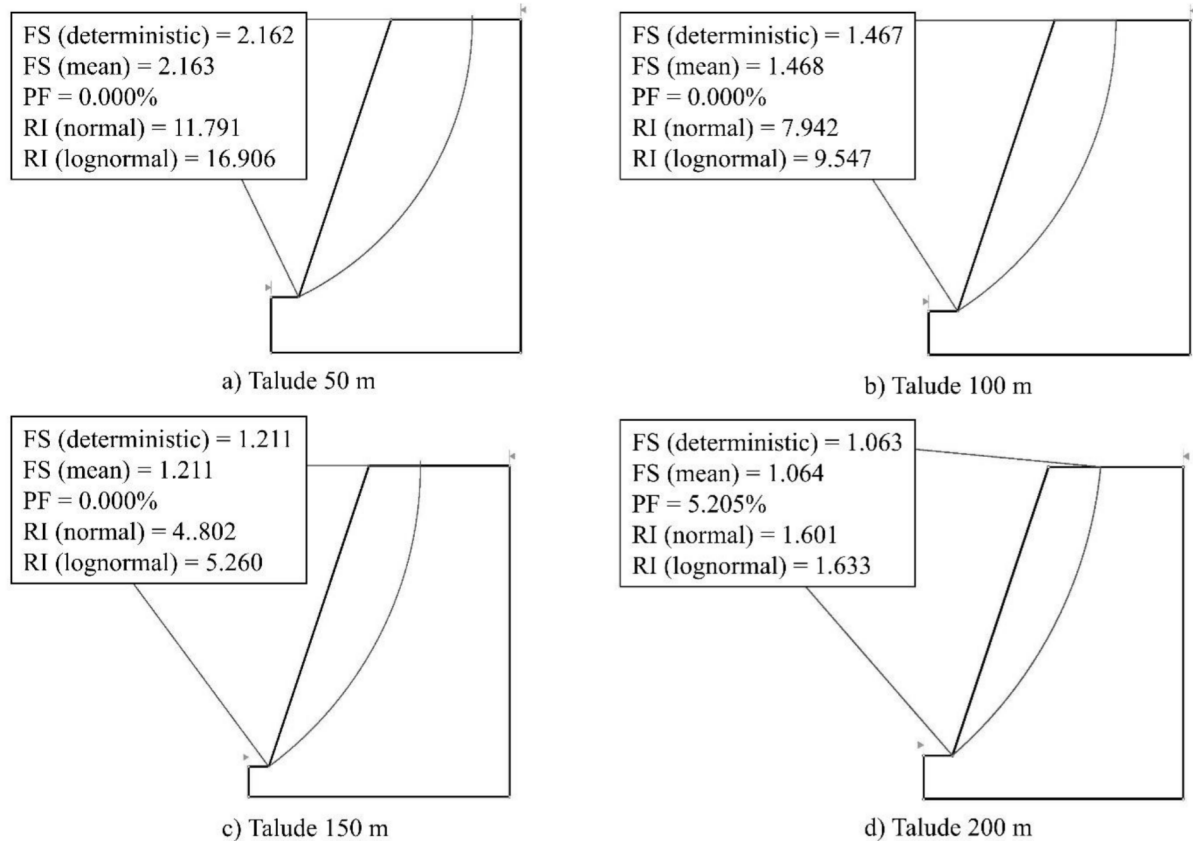 FS (deterministic) = 2.162
FS (mean) = 2.163
PF = 0.000%
RI (normal) = 11.791
RI (lognormal) = 16.906
a) Talude 50 m
FS (deterministic) = 1.467
FS (mean) = 1.468
PF = 0.000%
RI (normal) = 7.942
RI (lognormal) = 9.547
b) Talude 100 m
FS (deterministic) = 1.211
FS (mean) = 1.211
PF = 0.000%
RI (normal) = 4..802
RI (lognormal) = 5.260
c) Talude 150 m
FS (deterministic) = 1.063
FS (mean) = 1.064
PF = 5.205%
RI (normal) = 1.601
RI (lognormal) = 1.633
d) Talude 200 m